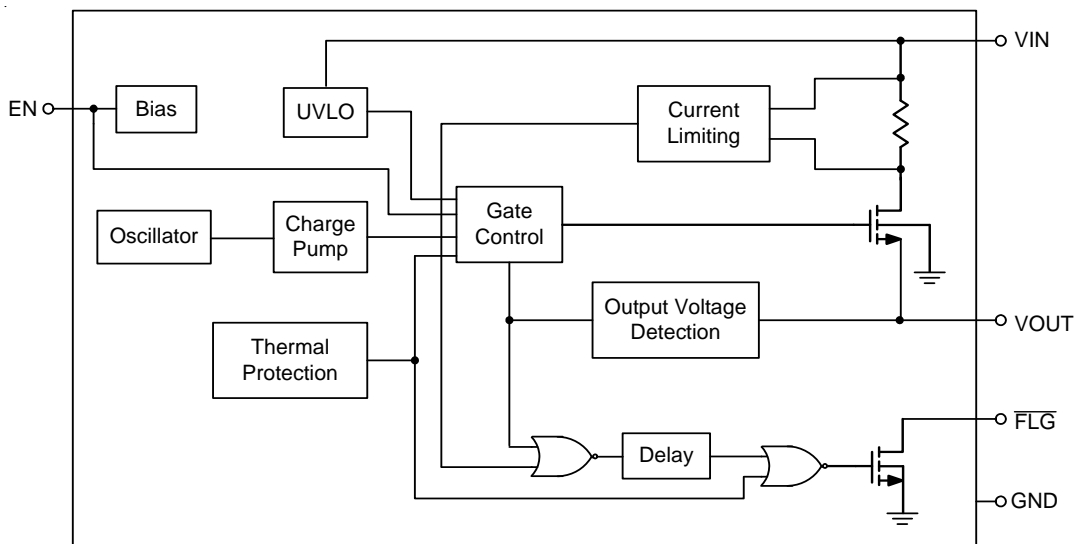 VIN
EN
Bias
UVLO
Current
Limiting
Gate
Control
Oscillator
Charge
Pump
Output Voltage
Detection
VOUT
Thermal
Protection
FLG
Delay
GND